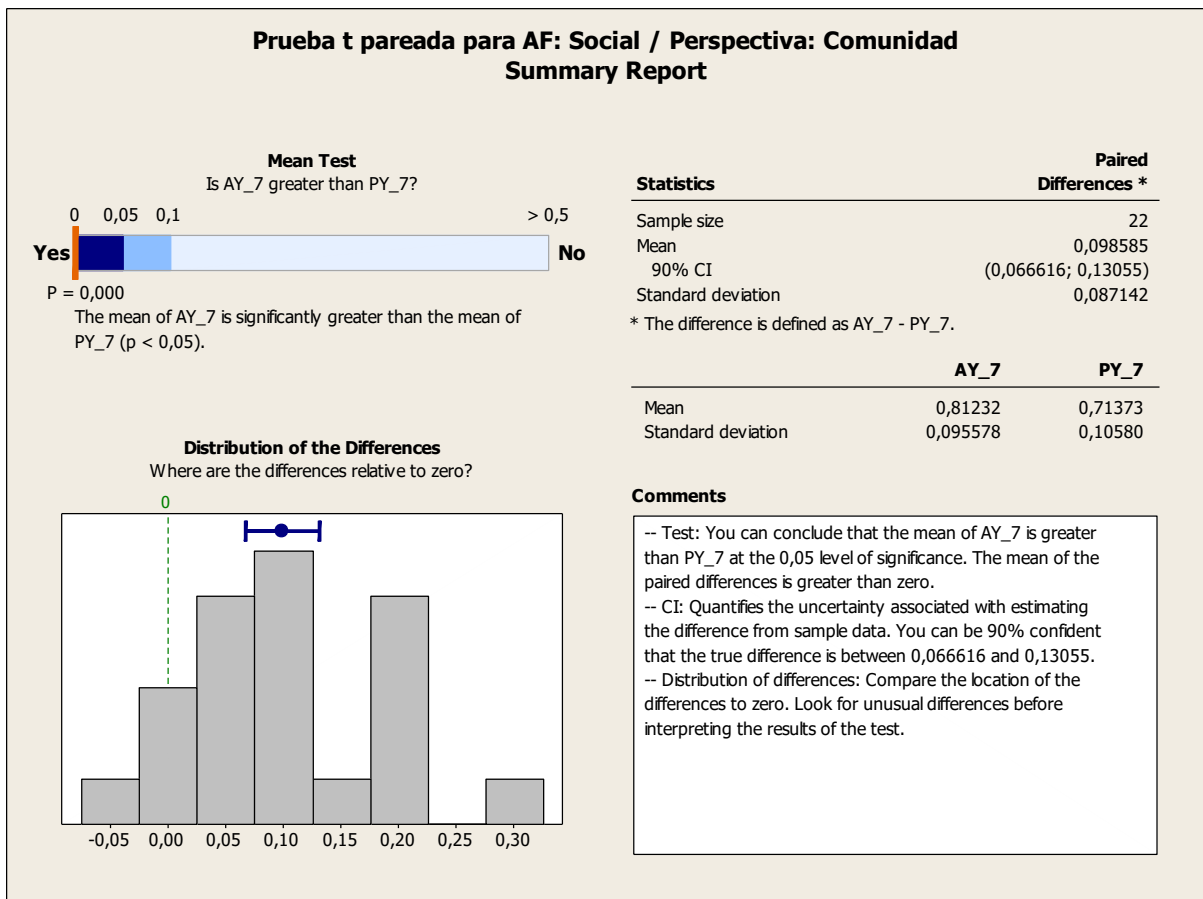 Prueba t pareada para AF: Social / Perspectiva: Comunidad
Summary Report
Mean Test
Is AY_7 greater than PY_7?
0 0,05 0,1 > 0,5
Yes No
P = 0,000
The mean of AY_7 is significantly greater than the mean of
PY_7 (p < 0,05).
Distribution of the Differences
Where are the differences relative to zero?
0
-0,05 0,00 0,05 0,10 0,15 0,20 0,25 0,30
Paired
Statistics Differences *
Sample size 22
Mean 0,098585
90% CI (0,066616; 0,13055)
Standard deviation 0,087142
* The difference is defined as AY_7 - PY_7.
AY_7 PY_7
Mean 0,81232 0,71373
Standard deviation 0,095578 0,10580
Comments
-- Test: You can conclude that the mean of AY_7 is greater
than PY_7 at the 0,05 level of significance. The mean of the
paired differences is greater than zero.
-- CI: Quantifies the uncertainty associated with estimating
the difference from sample data. You can be 90% confident
that the true difference is between 0,066616 and 0,13055.
-- Distribution of differences: Compare the location of the
differences to zero. Look for unusual differences before
interpreting the results of the test.